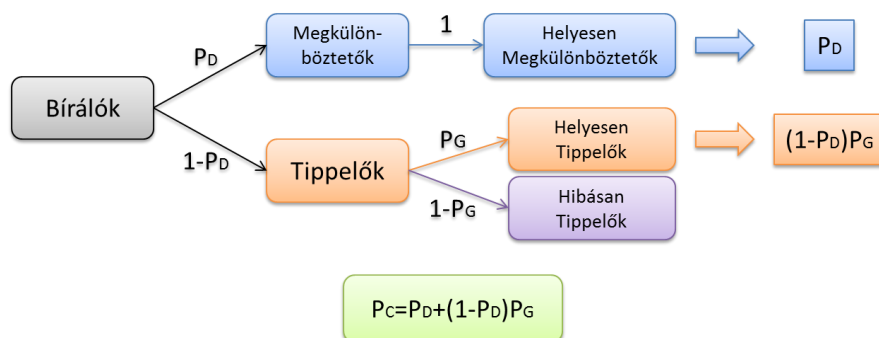 Bírálók
PD
1-PD
Megkülön-
böztetők
1
Helyesen
Megkülönböztetők
PD
Tippelők
PG
1-PG
Helyesen
Tippelők
(1-PD)PG
Hibásan
Tippelők
PC=PD+(1-PD)PG